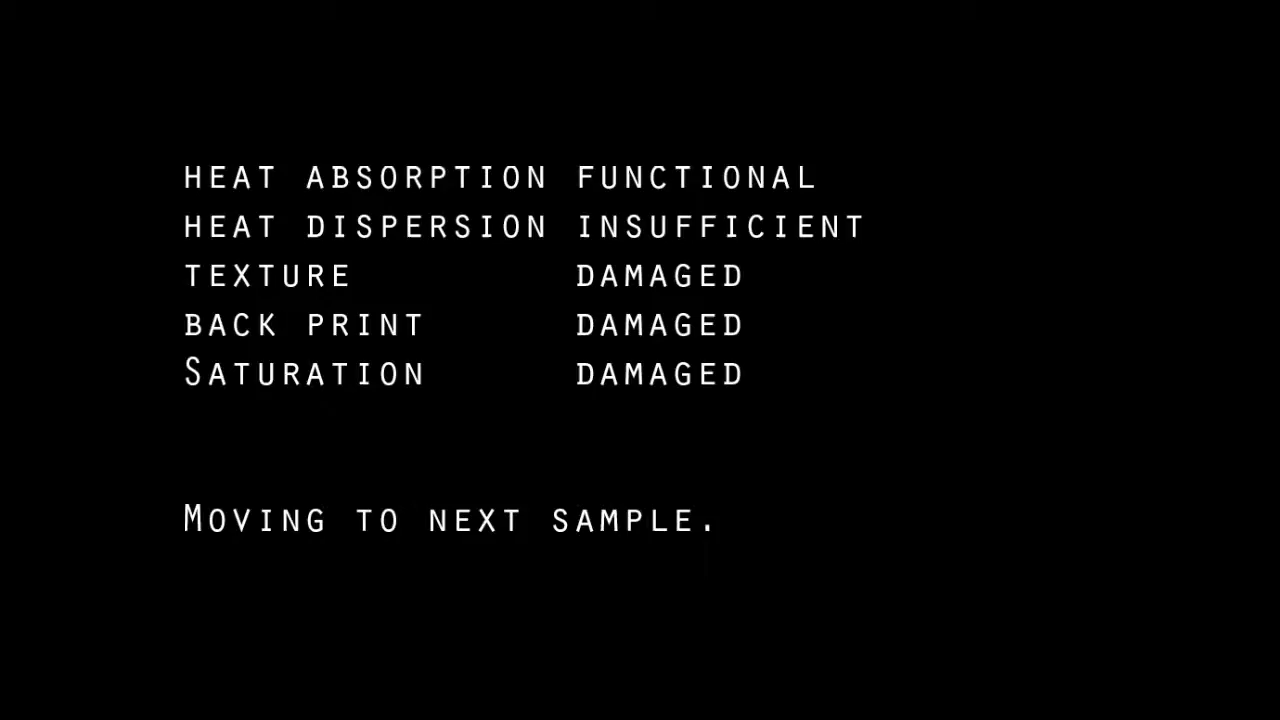 HEAT ABSORPTION FUNCTIONAL
HEAT DISPERSION INSUFFICIENT
TEXTURE DAMAGED
BACK PRINT DAMAGED
SATURATION DAMAGED
MOVING TO NEXT SAMPLE.